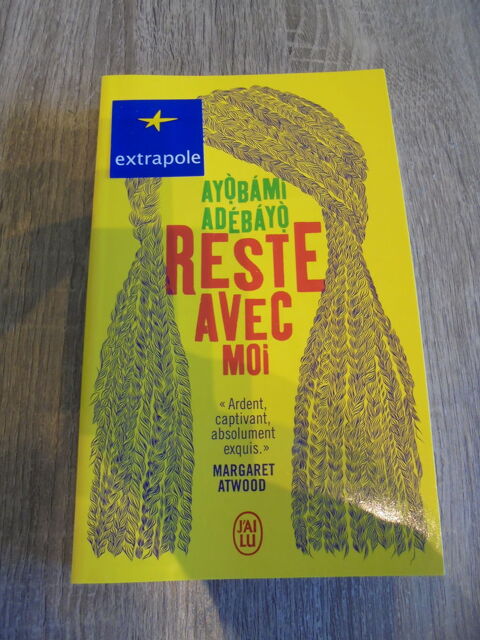 extrapole
AYỌ̀BÁMI
ADÉBÁYỌ̀
RESTE
AVEC
MOi
« Ardent,
captivant,
absolument
exquis. »
MARGARET
ATWOOD
J'AI
LU